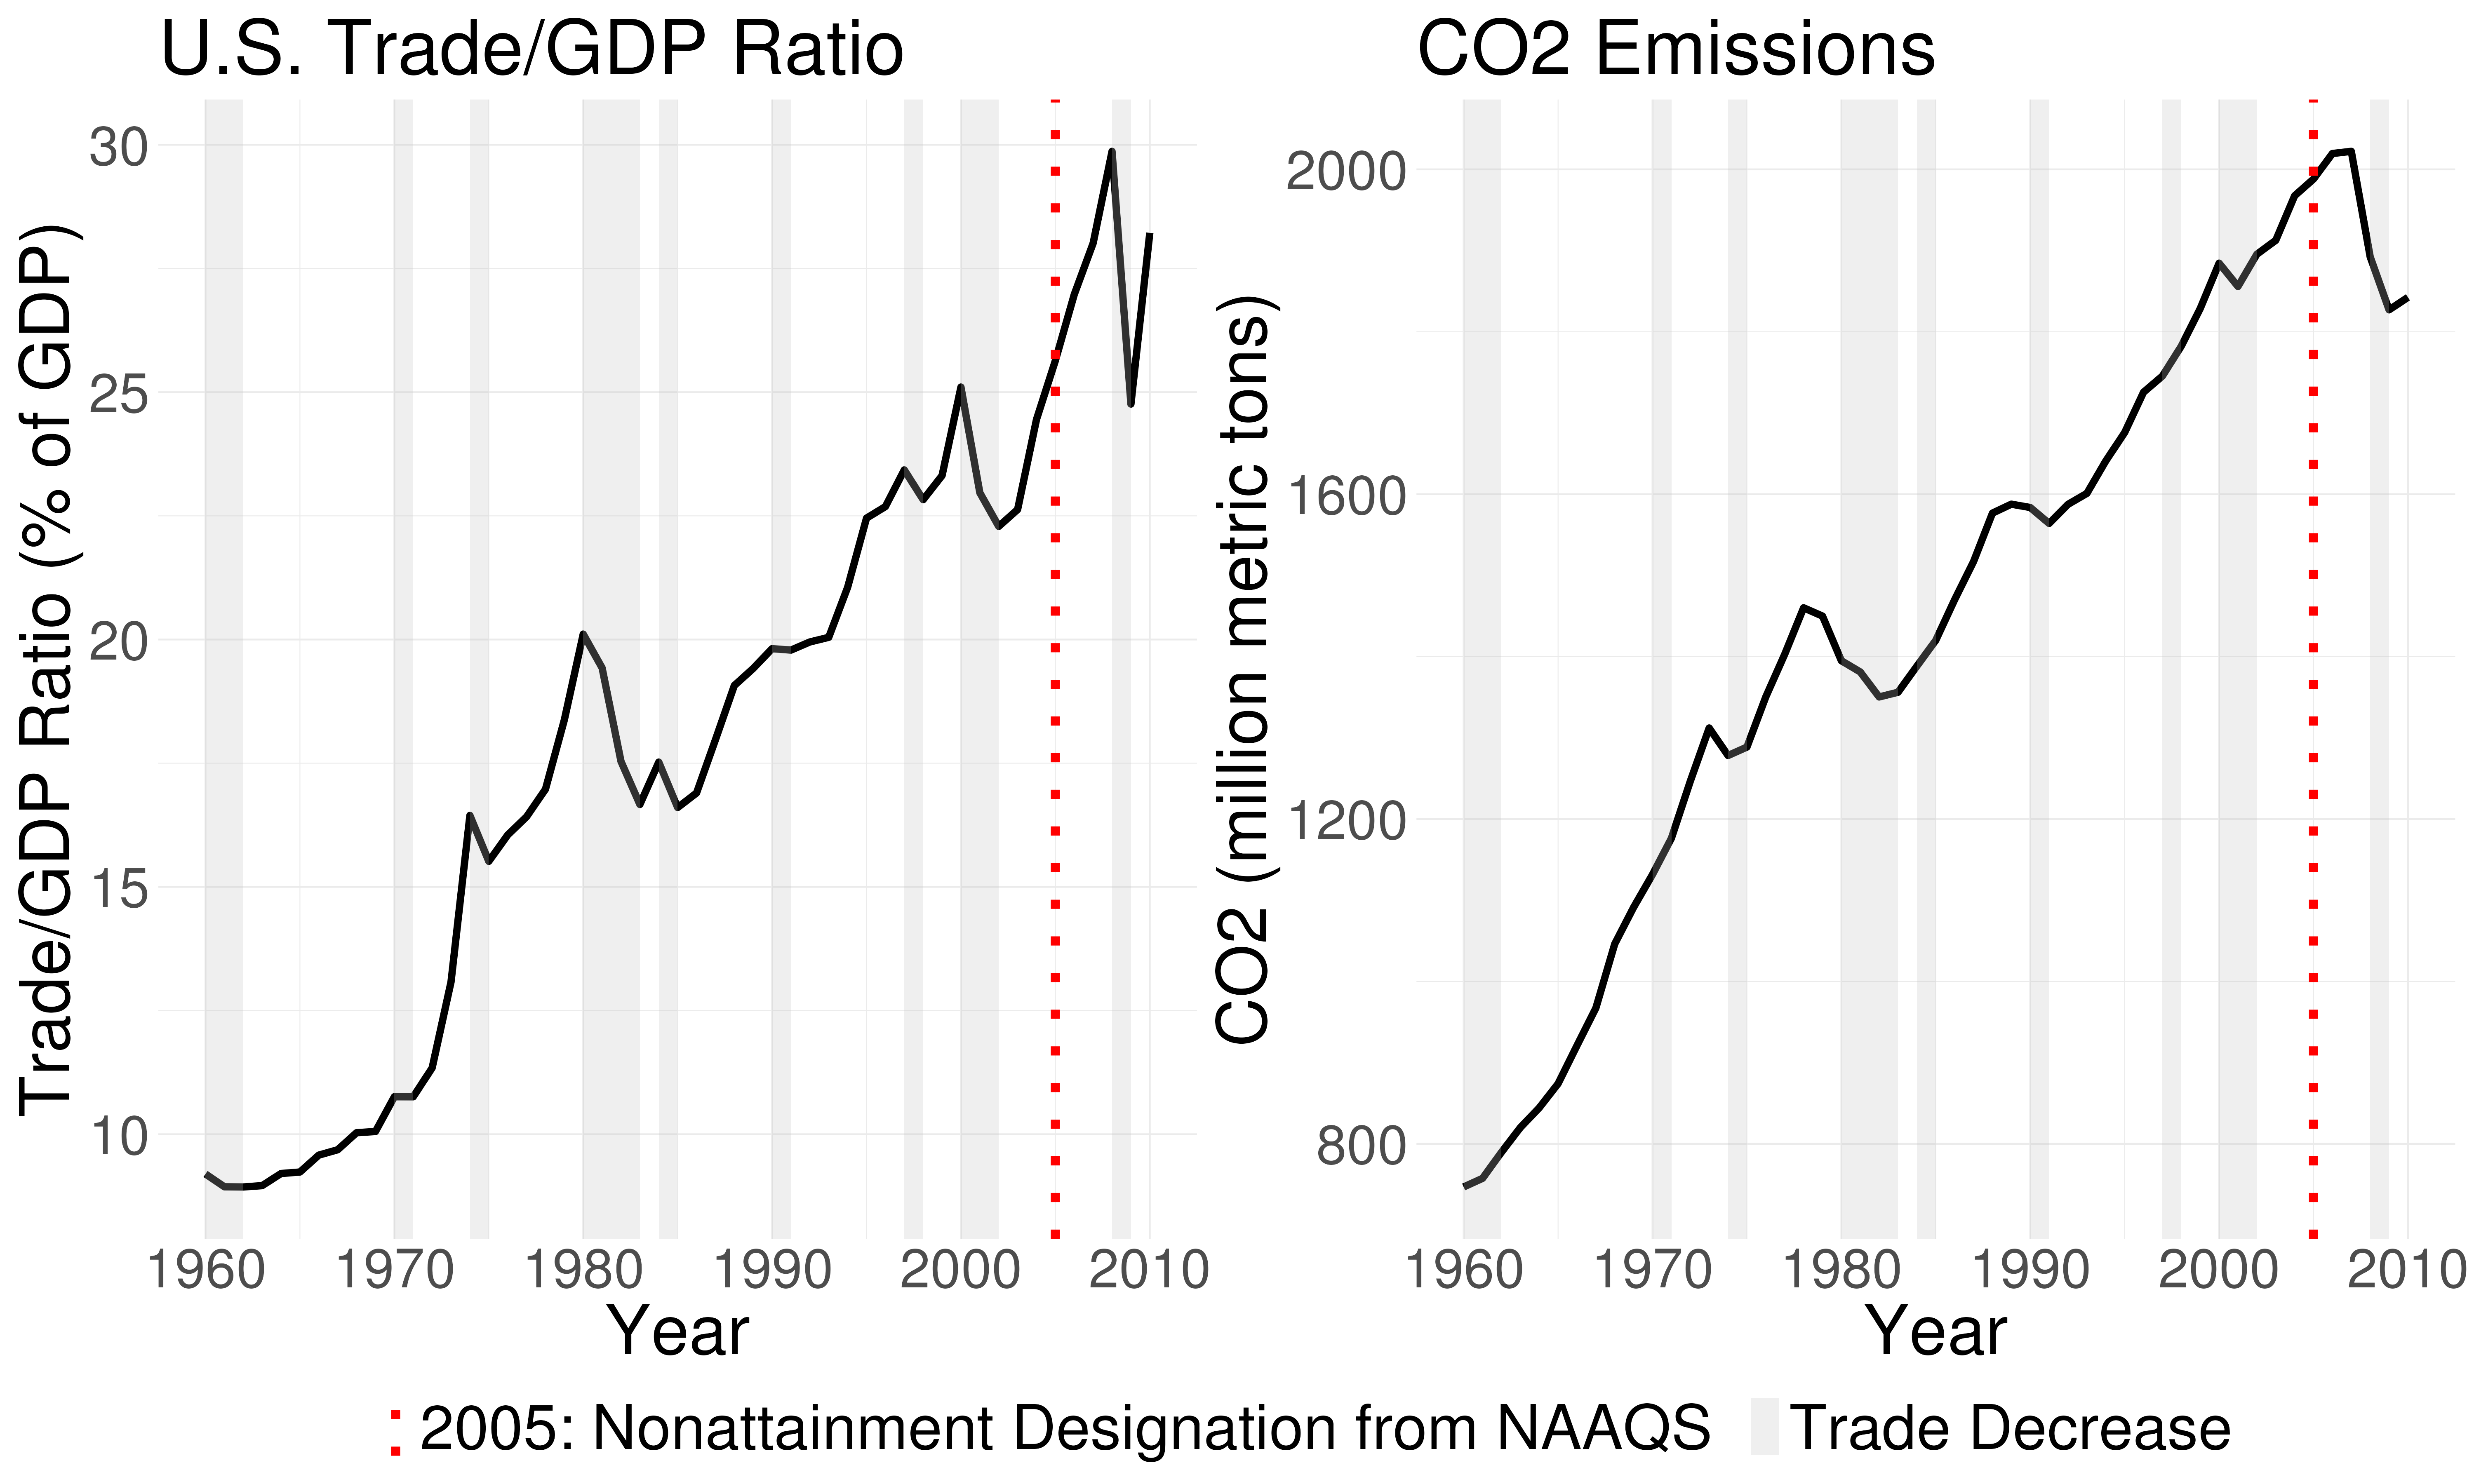 U.S. Trade/GDP Ratio
Trade/GDP Ratio (% of GDP)
30
25
20
15
10
1960 1970 1980 1990 2000 2010
Year
CO2 Emissions
CO2 (million metric tons)
2000
1600
1200
800
1960 1970 1980 1990 2000 2010
Year
2005: Nonattainment Designation from NAAQS Trade Decrease